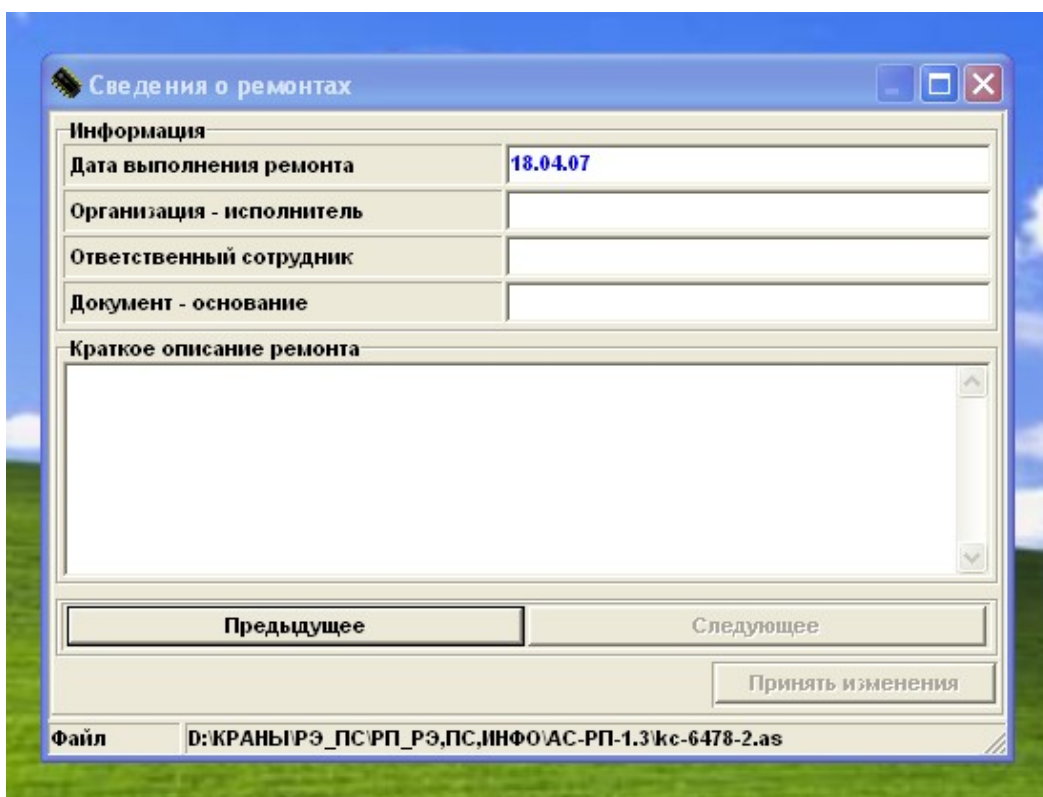 Сведения о ремонтах
Информация
Дата выполнения ремонта 18.04.07
Организация - исполнитель
Ответственный сотрудник
Документ - основание
Краткое описание ремонта
Предыдущее Следующее
Принять изменения
Файл D:\КРАНЫ\РЭ_ПС\РП_РЭ,ПС,ИНФО\АС-РП-1.3\kc-6478-2.as